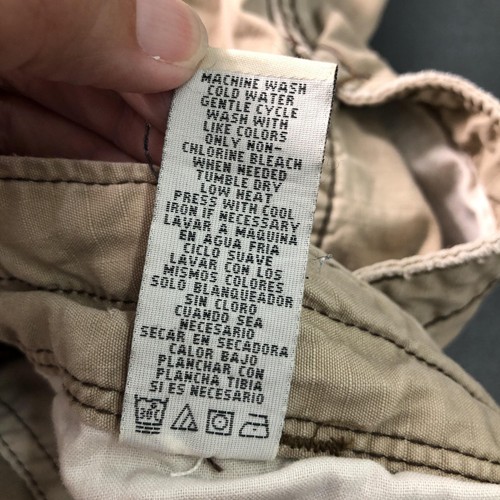 MACHINE WASH
COLD WATER
GENTLE CYCLE
WASH WITH
LIKE COLORS
ONLY NON-
CHLORINE BLEACH
WHEN NEEDED
TUMBLE DRY
LOW HEAT
PRESS WITH COOL
IRON IF NECESSARY
LAVAR A MAQUINA
EN AGUA FRIA
CICLO SUAVE
LAVAR CON LOS
MISMOS COLORES
SOLO BLANQUEADOR
SIN CLORO
CUANDO SEA
NECESARIO
SECAR EN SECADORA
CALOR BAJO
PLANCHAR CON
PLANCHA TIBIA
SI ES NECESARIO
30C